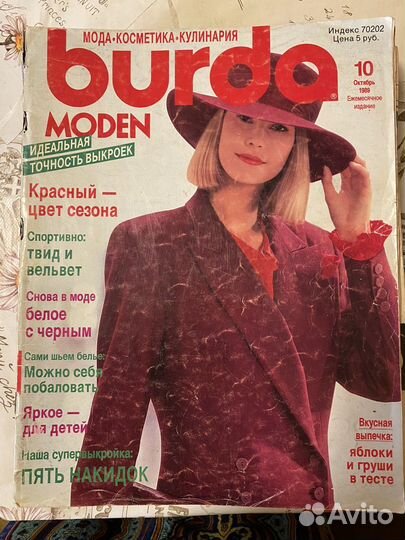 Индекс 70202
Цена 5 руб.
МОДА•КОСМЕТИКА•КУЛИНАРИЯ
burda
MODEN
10
Октябрь
1989
Ежемесячное
издание
ИДЕАЛЬНАЯ
ТОЧНОСТЬ ВЫКРОЕК
Красный —
цвет сезона
Спортивно:
твид и
вельвет
Снова в моде
белое
с черным
Сами шьем белье:
Можно себя
побаловать
Яркое —
для детей
Наша супервыкройка:
ПЯТЬ НАКИДОК
Вкусная
выпечка:
яблоки
и груши
в тесте
Avito